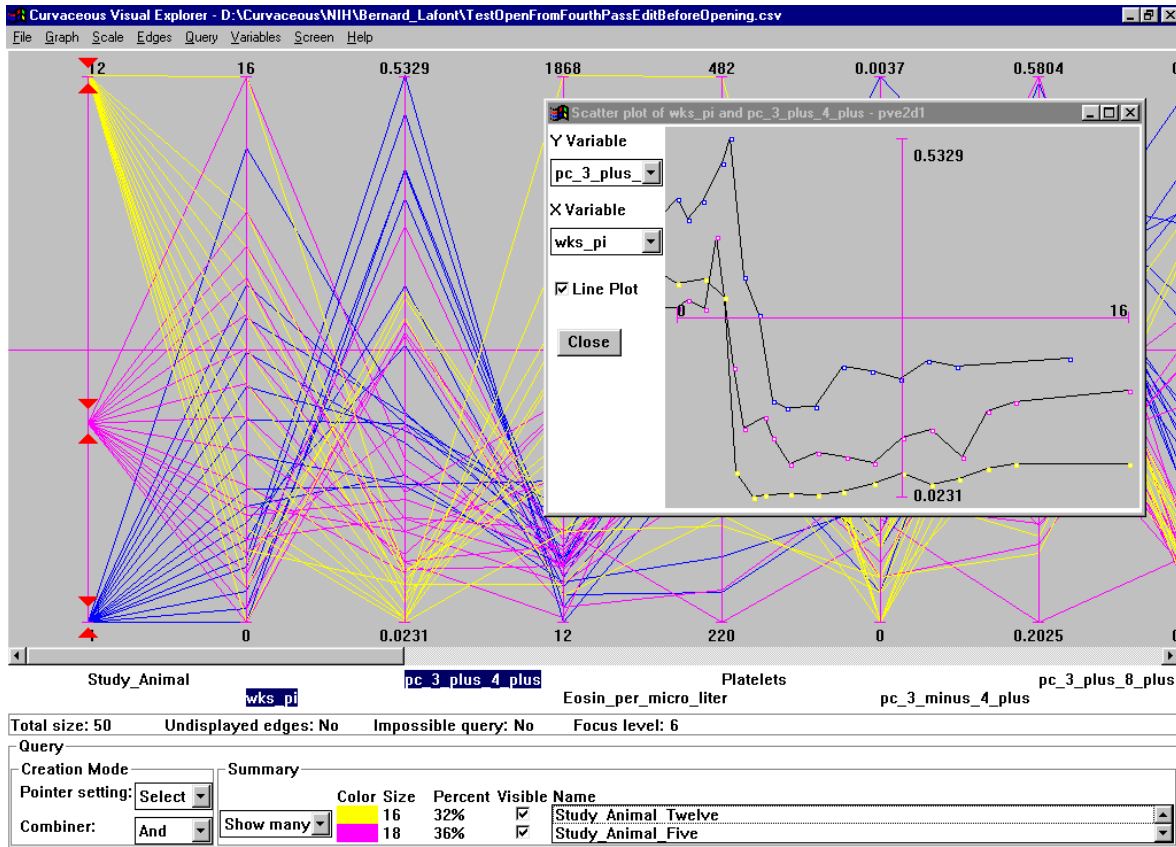 Curvaceous Visual Explorer - D:\Curvaceous\NIH\Bernard_Lafont\TestOpenFromFourthPassEditBeforeOpening.csv
File Graph Scale Edges Query Variables Screen Help
12 16 0.5329 1868 482 0.0037 0.5804
Scatter plot of wks_pi and pc_3_plus_4_plus - pve2d1
Y Variable
pc_3_plus_
X Variable
wks_pi
Line Plot
Close
0.5329
0 16
0.0231
1 0 0.0231 12 220 0 0.2025
Study_Animal pc_3_plus_4_plus Platelets pc_3_plus_8_plus
wks_pi Eosin_per_micro_liter pc_3_minus_4_plus
Total size: 50 Undisplayed edges: No Impossible query: No Focus level: 6
Query
Creation Mode Summary
Pointer setting: Select
Color Size Percent Visible Name
16 32% Study_Animal_Twelve
Combiner: And Show many
18 36% Study_Animal_Five